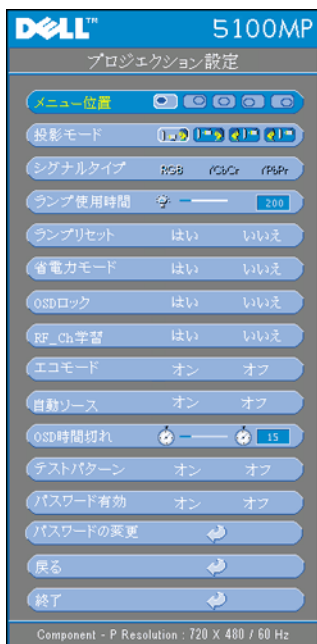 DELL™ 5100MP
プロジェクション設定
メニュー位置
投影モード
シグナルタイプ RGB YCbCr YPbPr
ランプ使用時間 200
ランプリセット はい いいえ
省電力モード はい いいえ
OSDロック はい いいえ
RF_Ch学習 はい いいえ
エコモード オン オフ
自動ソース オン オフ
OSD時間切れ 15
テストパターン オン オフ
パスワード有効 オン オフ
パスワードの変更
戻る
終了
Component - P Resolution : 720 X 480 / 60 Hz